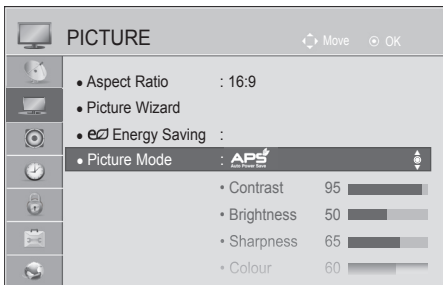 PICTURE Move OK
• Aspect Ratio : 16:9
• Picture Wizard
• eco Energy Saving :
• Picture Mode : APS
Auto Power Save
• Contrast 95
• Brightness 50
• Sharpness 65
• Colour 60